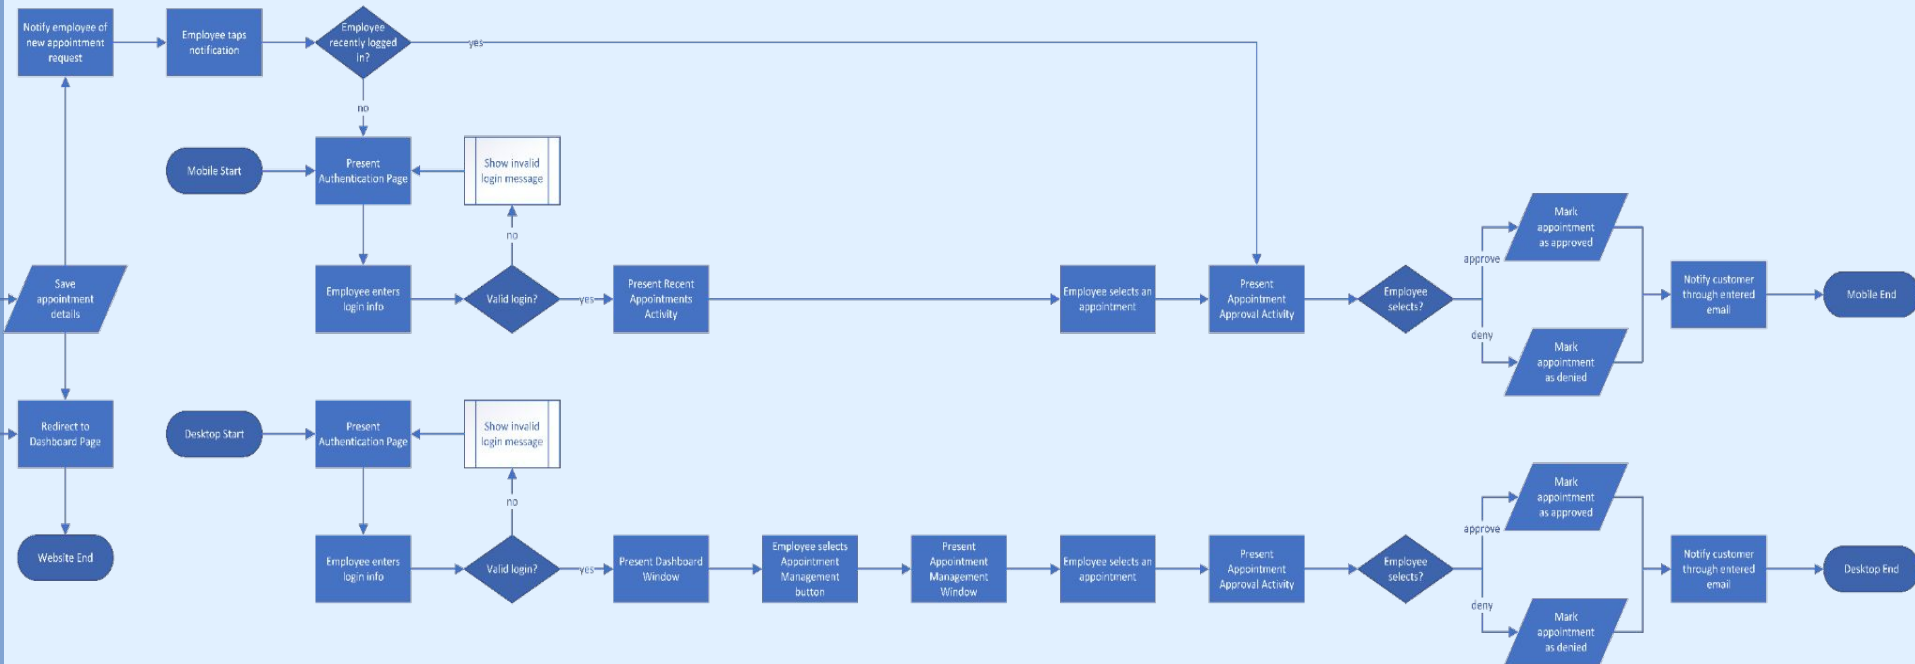 Notify employee of
new appointment
request
Employee taps
notification
Employee
recently logged
in?
yes
no
Mobile Start
Present
Authentication Page
Show invalid
login message
no
Save
appointment
details
Employee enters
login info
Valid login?
yes
Present Recent
Appointments
Activity
Employee selects an
appointment
Present
Appointment
Approval Activity
Employee
selects?
approve
Mark
appointment
as approved
deny
Mark
appointment
as denied
Notify customer
through entered
email
Mobile End
Redirect to
Dashboard Page
Desktop Start
Present
Authentication Page
Show invalid
login message
no
Website End
Employee enters
login info
Valid login?
yes
Present Dashboard
Window
Employee selects
Appointment
Management
button
Present
Appointment
Management
Window
Employee selects an
appointment
Present
Appointment
Approval Activity
Employee
selects?
approve
Mark
appointment
as approved
deny
Mark
appointment
as denied
Notify customer
through entered
email
Desktop End